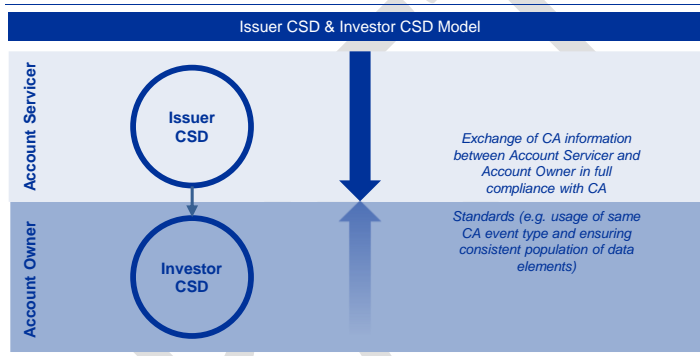 Issuer CSD & Investor CSD Model
Account Servicer
Issuer
CSD
Exchange of CA information
between Account Servicer and
Account Owner in full
compliance with CA
Standards (e.g. usage of same
CA event type and ensuring
consistent population of data
elements)
Account Owner
Investor
CSD